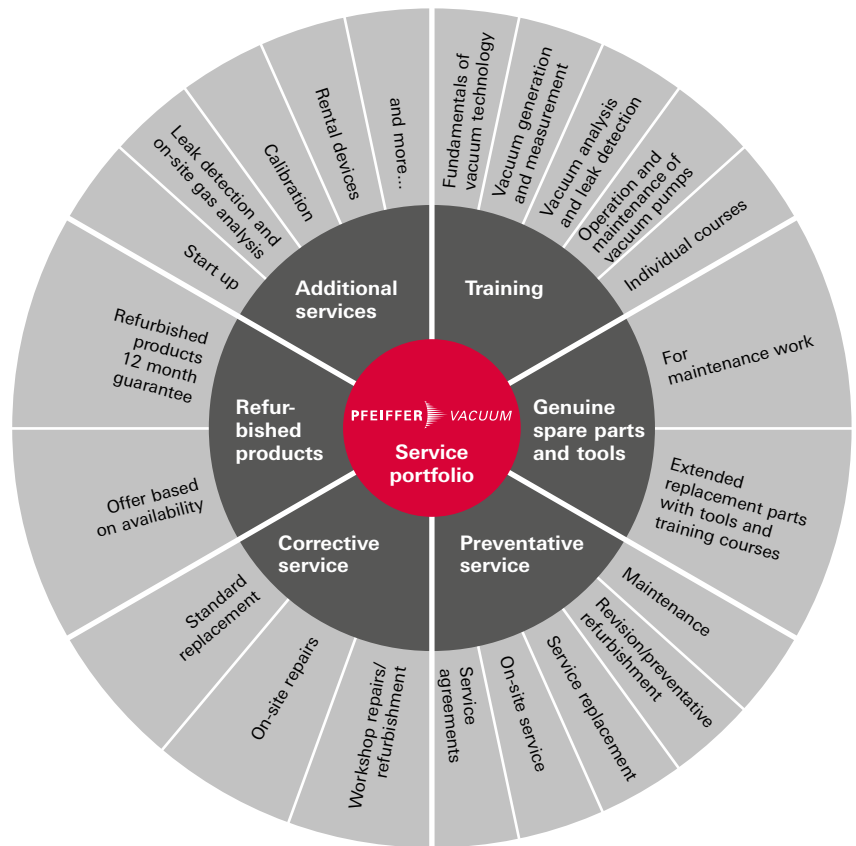 PFEIFFER VACUUM
Service
portfolio
Training
Fundamentals of
vacuum technology
Vacuum generation
and measurement
Vacuum analysis
and leak detection
Operation and
maintenance of
vacuum pumps
Individual courses
Genuine
spare parts
and tools
For
maintenance work
Extended
replacement parts
with tools and
training courses
Preventative
service
Maintenance
Revision/preventative
refurbishment
Service replacement
On-site service
Service
agreements
Corrective
service
Workshop repairs/
refurbishment
On-site repairs
Standard
replacement
Refur-
bished
products
Offer based
on availability
Refurbished
products
12 month
guarantee
Additional
services
Start up
Leak detection and
on-site gas analysis
Calibration
Rental devices
and more...